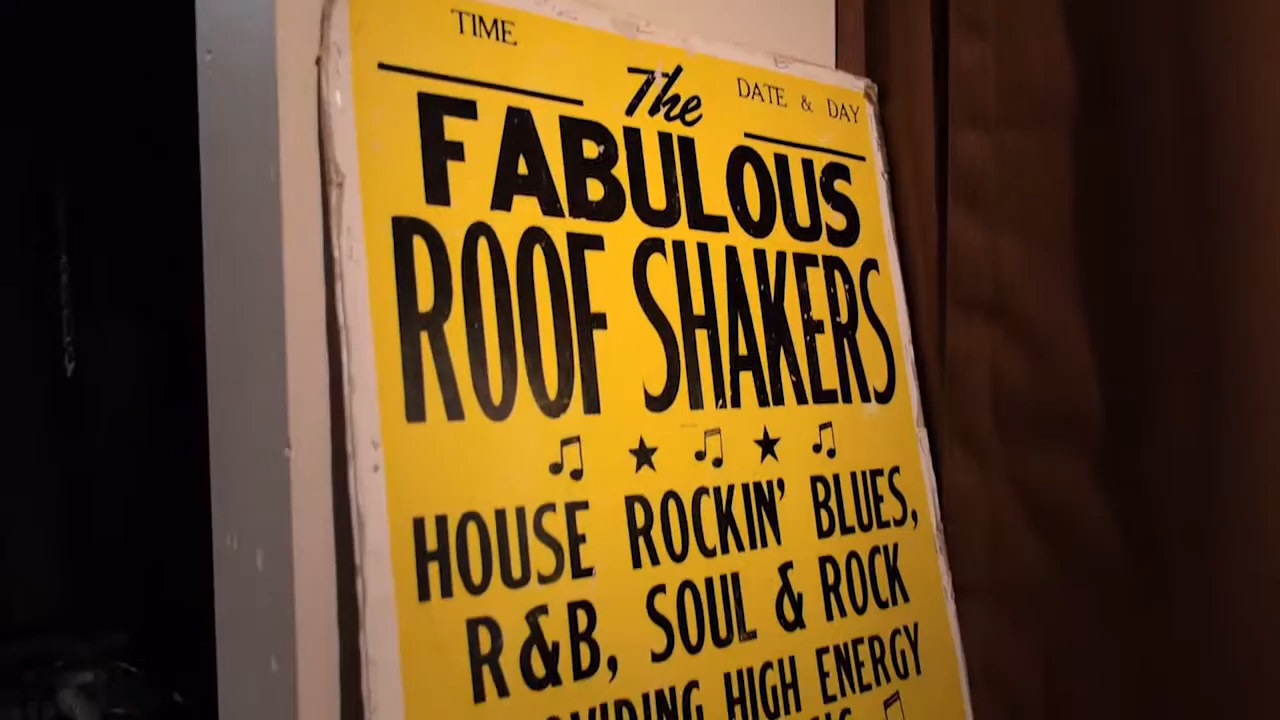 TIME
The
DATE & DAY
FABULOUS
ROOF SHAKERS
HOUSE ROCKIN' BLUES,
R&B, SOUL & ROCK
HIGH ENERGY